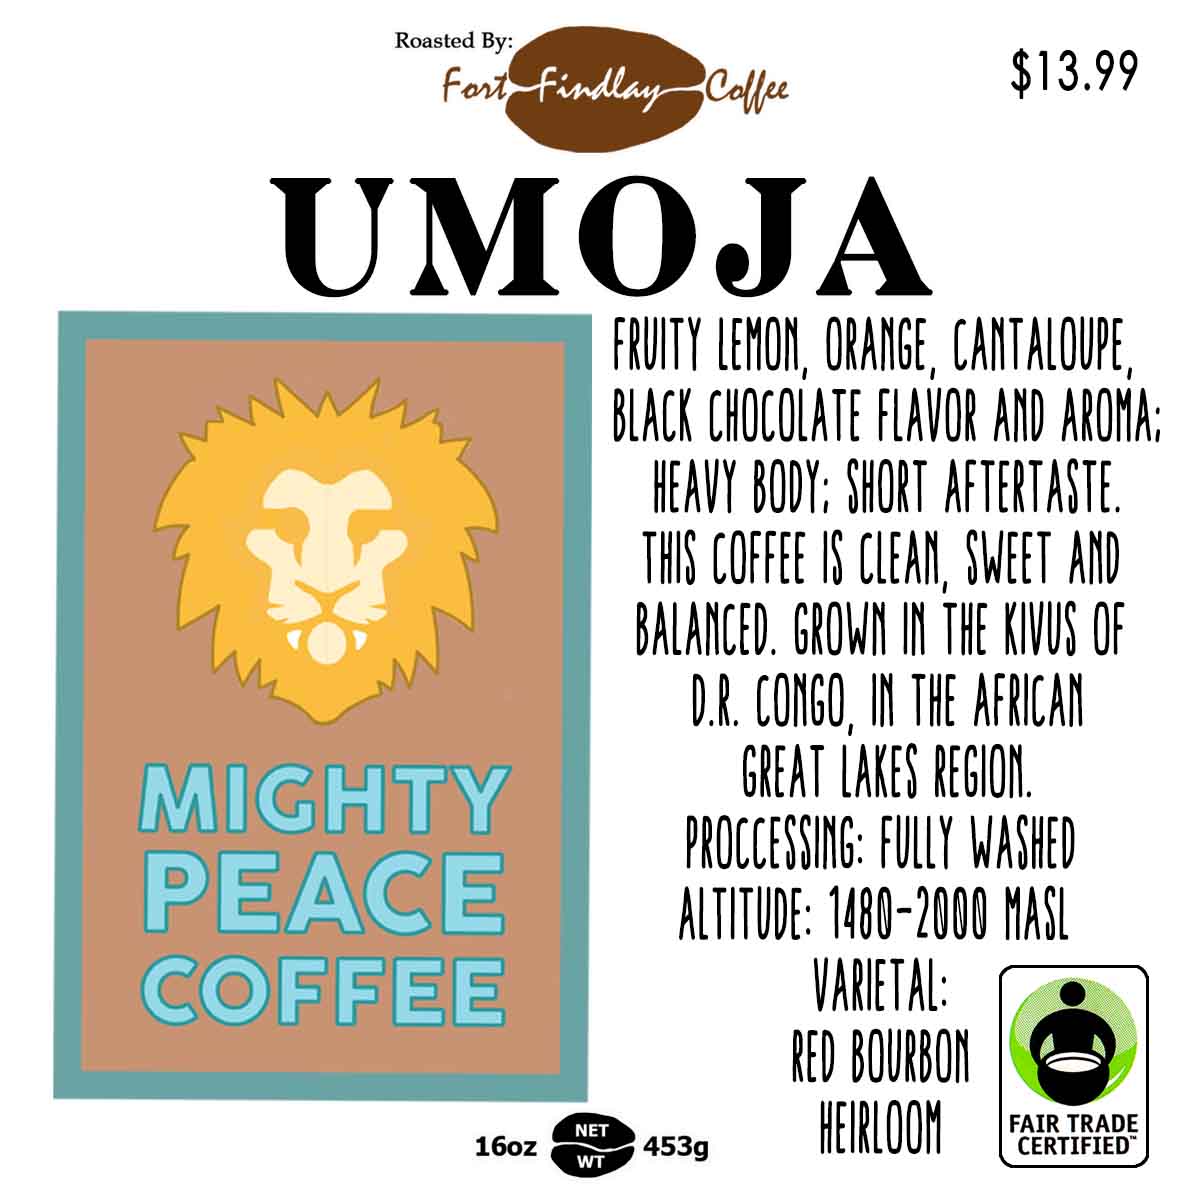 Roasted By:
Fort Findlay Coffee
$13.99
UMOJA
MIGHTY
PEACE
COFFEE
FRUITY LEMON, ORANGE, CANTALOUPE,
BLACK CHOCOLATE FLAVOR AND AROMA;
HEAVY BODY; SHORT AFTERTASTE.
THIS COFFEE IS CLEAN, SWEET AND
BALANCED. GROWN IN THE KIVUS OF
D.R. CONGO, IN THE AFRICAN
GREAT LAKES REGION.
PROCCESSING: FULLY WASHED
ALTITUDE: 1480-2000 MASL
VARIETAL:
RED BOURBON
HEIRLOOM
FAIR TRADE
CERTIFIED™
16oz NET WT 453g